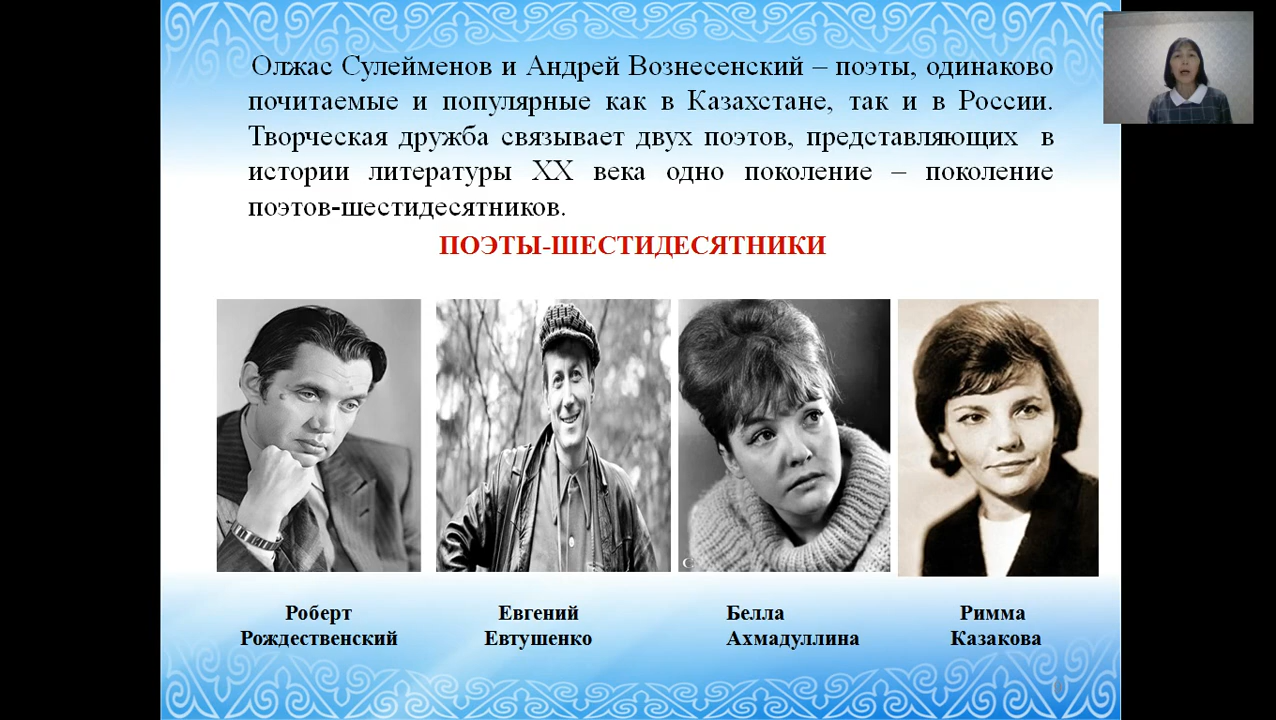 Олжас Сулейменов и Андрей Вознесенский – поэты, одинаково
почитаемые и популярные как в Казахстане, так и в России.
Творческая дружба связывает двух поэтов, представляющих в
истории литературы XX века одно поколение – поколение
поэтов-шестидесятников.
ПОЭТЫ-ШЕСТИДЕСЯТНИКИ
Роберт
Рождественский
Евгений
Евтушенко
Белла
Ахмадуллина
Римма
Казакова